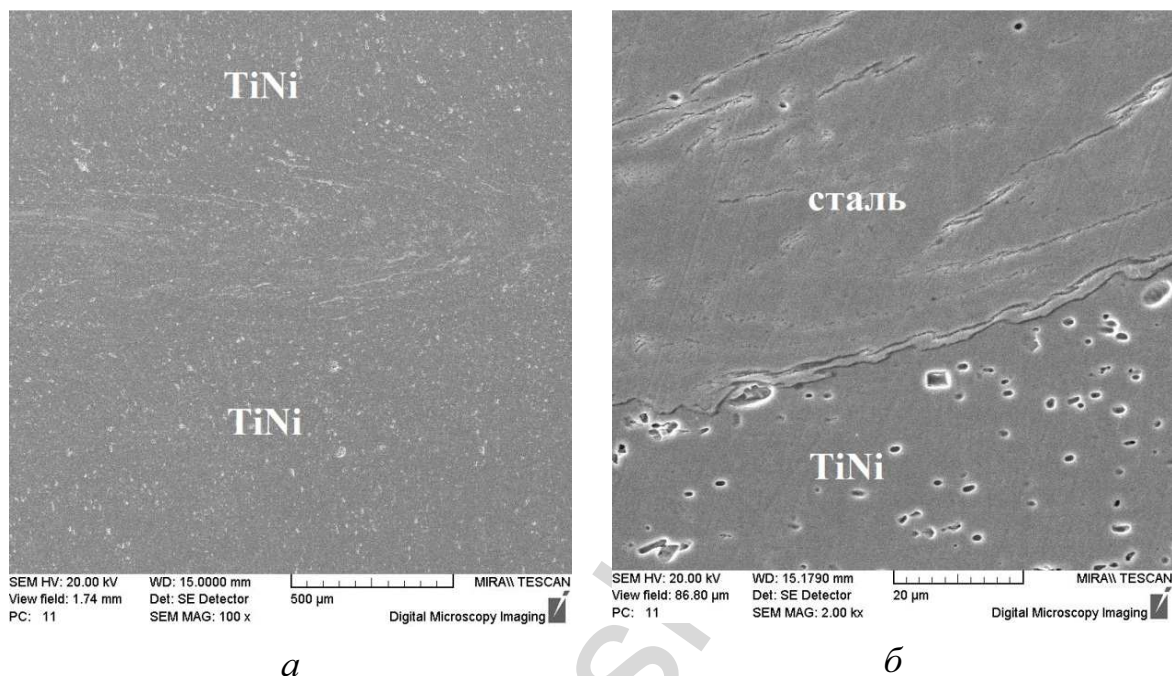 TiNi
TiNi
SEM HV: 20.00 kV WD: 15.0000 mm MIRA\\ TESCAN
View field: 1.74 mm Det: SE Detector 500 µm
PC: 11 SEM MAG: 100 x Digital Microscopy Imaging
а
сталь
TiNi
SEM HV: 20.00 kV WD: 15.1790 mm MIRA\\ TESCAN
View field: 86.80 µm Det: SE Detector 20 µm
PC: 11 SEM MAG: 2.00 kx Digital Microscopy Imaging
б